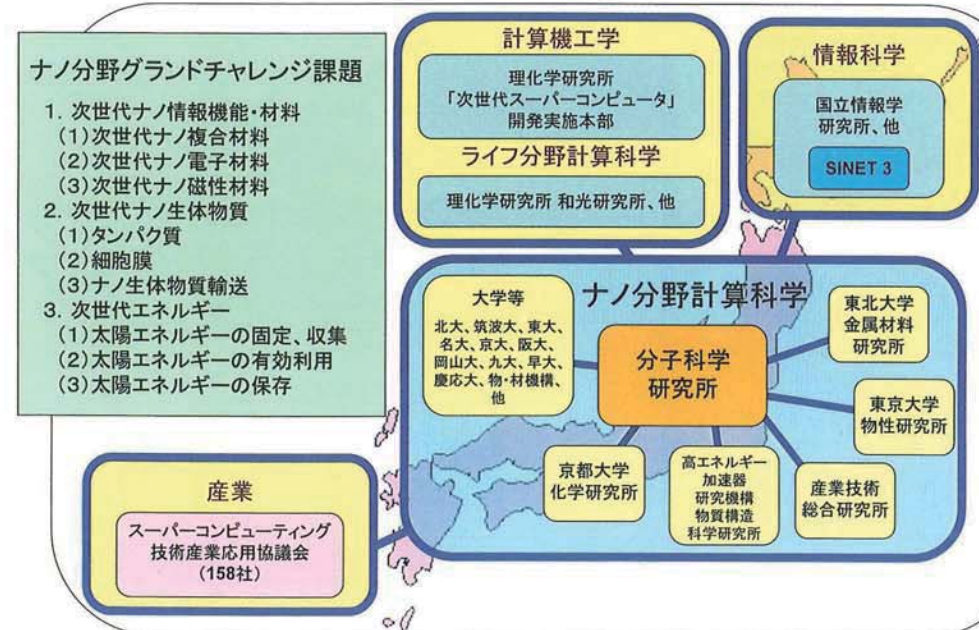 ナノ分野グランドチャレンジ課題
1. 次世代ナノ情報機能・材料
(1)次世代ナノ複合材料
(2)次世代ナノ電子材料
(3)次世代ナノ磁性材料
2. 次世代ナノ生体物質
(1)タンパク質
(2)細胞膜
(3)ナノ生体物質輸送
3. 次世代エネルギー
(1)太陽エネルギーの固定、収集
(2)太陽エネルギーの有効利用
(3)太陽エネルギーの保存
計算機工学
理化学研究所
「次世代スーパーコンピュータ」
開発実施本部
ライフ分野計算科学
理化学研究所 和光研究所、他
情報科学
国立情報学
研究所、他
SINET 3
ナノ分野計算科学
大学等
北大、筑波大、東大、
名大、京大、阪大、
岡山大、九大、早大、
慶応大、物・材機構、
他
分子科学
研究所
東北大学
金属材料
研究所
東京大学
物性研究所
産業技術
総合研究所
高エネルギー
加速器
研究機構
物質構造
科学研究所
京都大学
化学研究所
産業
スーパーコンピューティング
技術産業応用協議会
(158社)